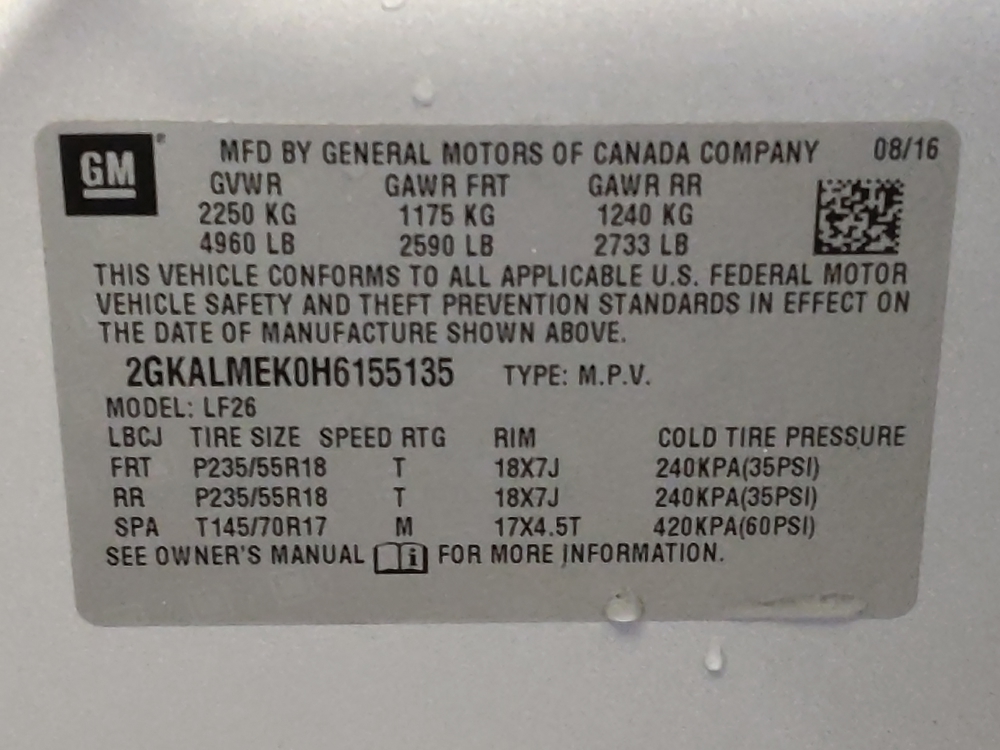 GM®
MFD BY GENERAL MOTORS OF CANADA COMPANY 08/16
GVWR GAWR FRT GAWR RR
2250 KG 1175 KG 1240 KG
4960 LB 2590 LB 2733 LB
THIS VEHICLE CONFORMS TO ALL APPLICABLE U.S. FEDERAL MOTOR
VEHICLE SAFETY AND THEFT PREVENTION STANDARDS IN EFFECT ON
THE DATE OF MANUFACTURE SHOWN ABOVE.
2GKALMEK0H6155135 TYPE: M.P.V.
MODEL: LF26
LBCJ TIRE SIZE SPEED RTG RIM COLD TIRE PRESSURE
FRT P235/55R18 T 18X7J 240KPA(35PSI)
RR P235/55R18 T 18X7J 240KPA(35PSI)
SPA T145/70R17 M 17X4.5T 420KPA(60PSI)
SEE OWNER'S MANUAL i FOR MORE INFORMATION.